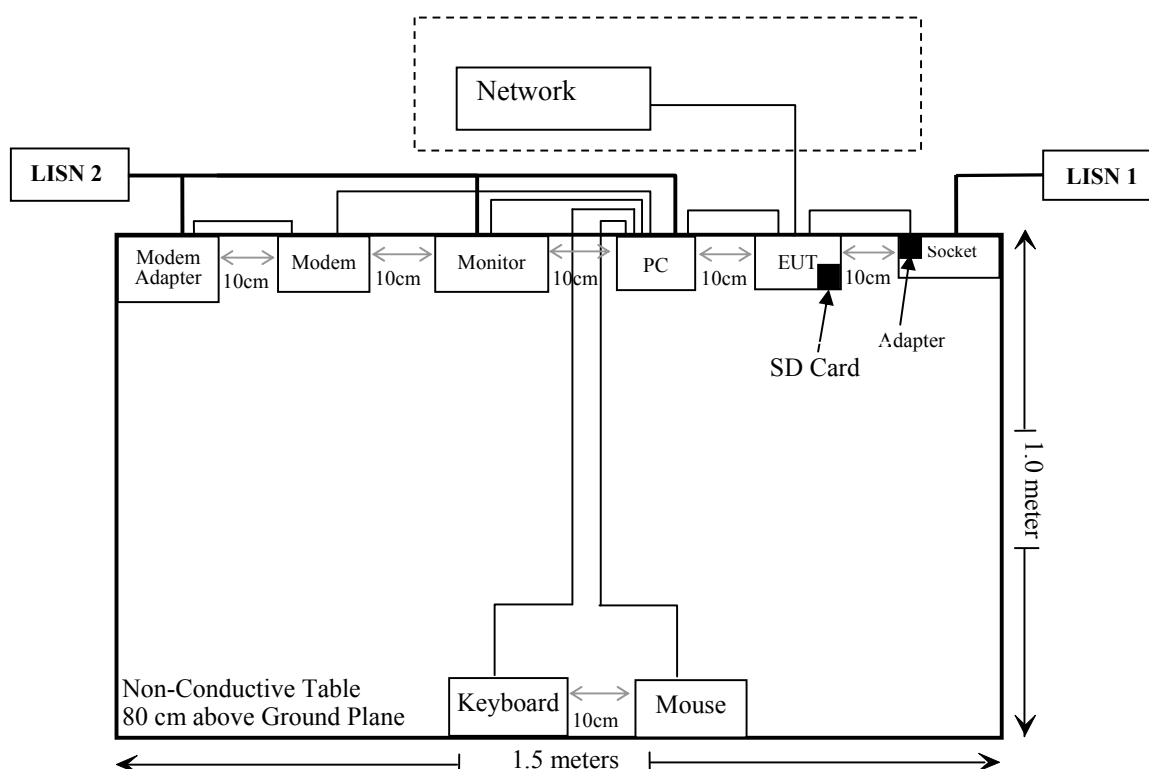 Network
LISN 2
LISN 1
Modem
Adapter
10cm
Modem
10cm
Monitor
10cm
PC
10cm
EUT
10cm
Socket
Adapter
SD Card
1.0 meter
Non-Conductive Table
80 cm above Ground Plane
Keyboard
10cm
Mouse
1.5 meters